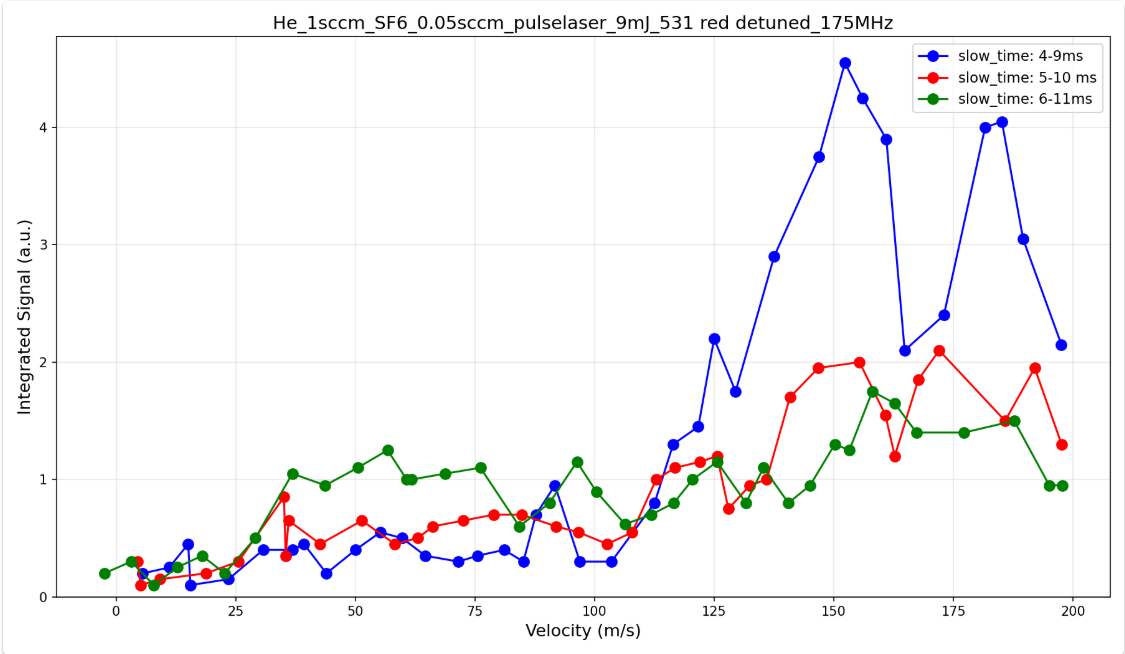 He_1sccm_SF6_0.05sccm_pulselaser_9mJ_531 red detuned_175MHz
slow_time: 4-9ms
slow_time: 5-10 ms
slow_time: 6-11ms
Integrated Signal (a.u.)
4
3
2
1
0
0 25 50 75 100 125 150 175 200
Velocity (m/s)